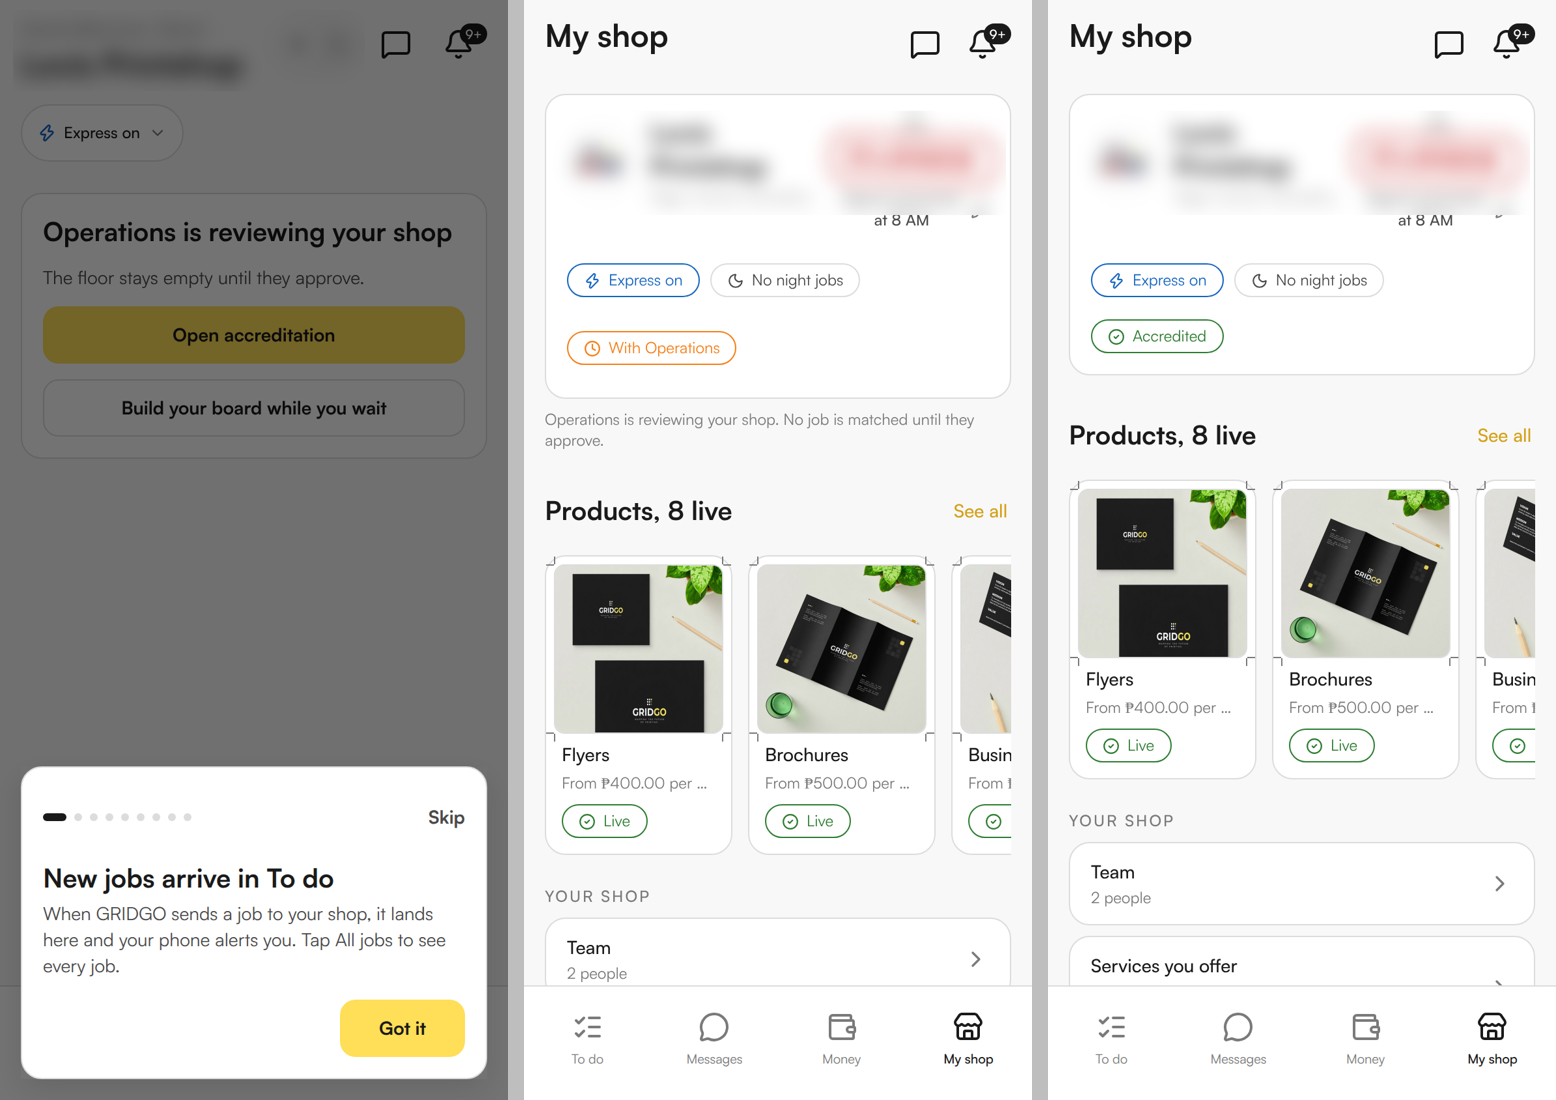 9+
Express on
Operations is reviewing your shop
The floor stays empty until they approve.
Open accreditation
Build your board while you wait
Skip
New jobs arrive in To do
When GRIDGO sends a job to your shop, it lands
here and your phone alerts you. Tap All jobs to see
every job.
Got it
My shop
9+
at 8 AM
Express on
No night jobs
With Operations
Operations is reviewing your shop. No job is matched until they
approve.
Products, 8 live
See all
GRIDGO
GRIDGO
GRIDGO
Flyers
Brochures
Busin
From ₱400.00 per ...
From ₱500.00 per ...
From
Live
Live
YOUR SHOP
Team
2 people
To do
Messages
Money
My shop
My shop
9+
at 8 AM
Express on
No night jobs
Accredited
Products, 8 live
See all
GRIDGO
GRIDGO
GRIDGO
Flyers
Brochures
Busin
From ₱400.00 per ...
From ₱500.00 per ...
From
Live
Live
YOUR SHOP
Team
2 people
Services you offer
To do
Messages
Money
My shop